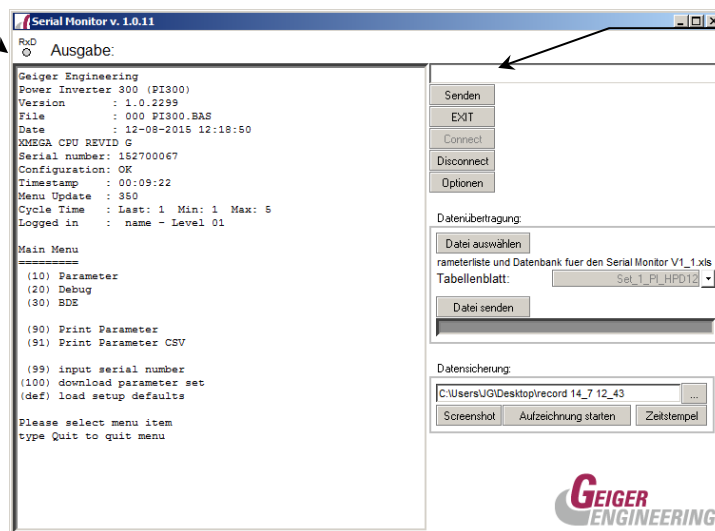 Serial Monitor v. 1.0.11
RxD
Ausgabe:
Geiger Engineering
Power Inverter 300 (PI300)
Version : 1.0.2299
File : 000 PI300.BAS
Date : 12-08-2015 12:18:50
XMEGA CPU REVID G
Serial number: 152700067
Configuration: OK
Timestamp : 00:09:22
Menu Update : 350
Cycle Time : Last: 1 Min: 1 Max: 5
Logged in : name - Level 01
Main Menu
=========
(10) Parameter
(20) Debug
(30) BDE
(90) Print Parameter
(91) Print Parameter CSV
(99) input serial number
(100) download parameter set
(def) load setup defaults
Please select menu item
type Quit to quit menu
Senden
EXIT
Connect
Disconnect
Optionen
Datenübertragung:
Datei auswählen
rameterliste und Datenbank fuer den Serial Monitor V1_1.xls
Tabellenblatt: Set_1_PI_HPD12
Datei senden
Datensicherung:
C:\Users\JG\Desktop\record 14_7 12_43
...
Screenshot Aufzeichnung starten Zeitstempel
GEIGER
ENGINEERING